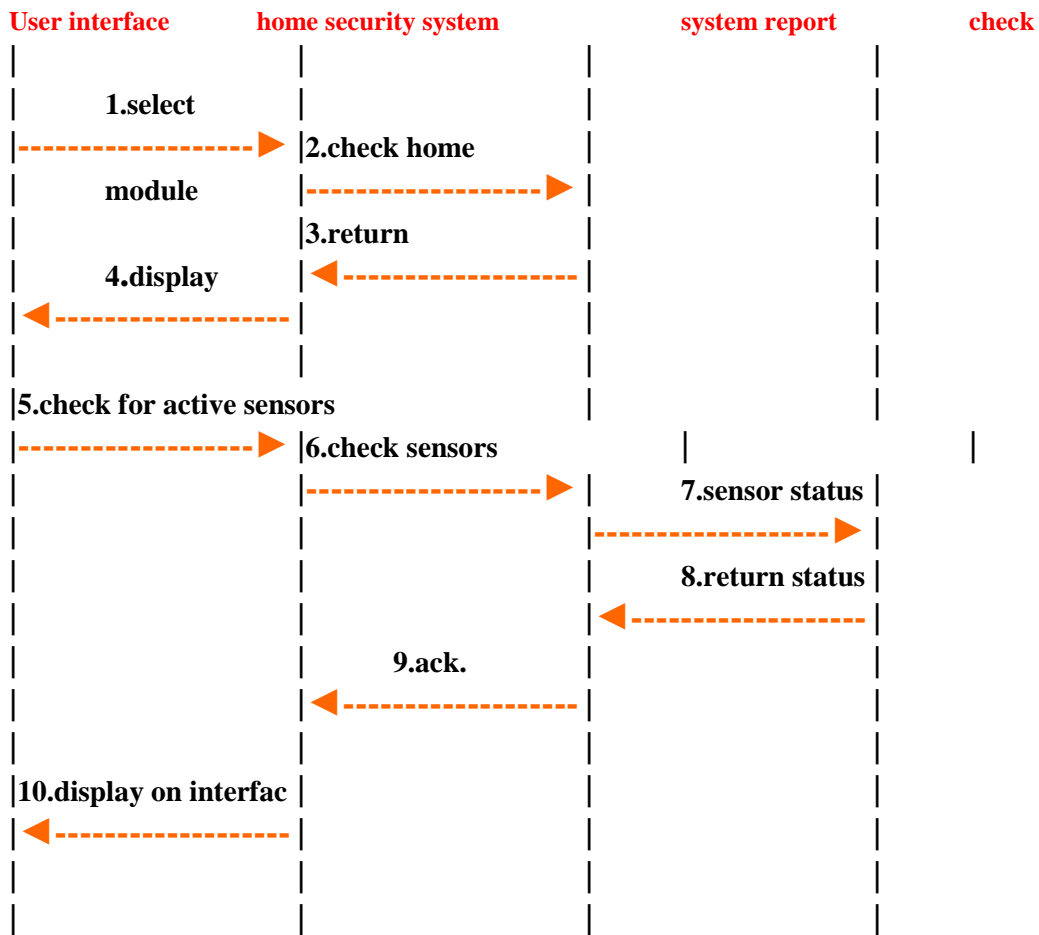 User interface home security system system report check
1.select
2.check home
module
3.return
4.display
5.check for active sensors
6.check sensors
7.sensor status
8.return status
9.ack.
10.display on interfac